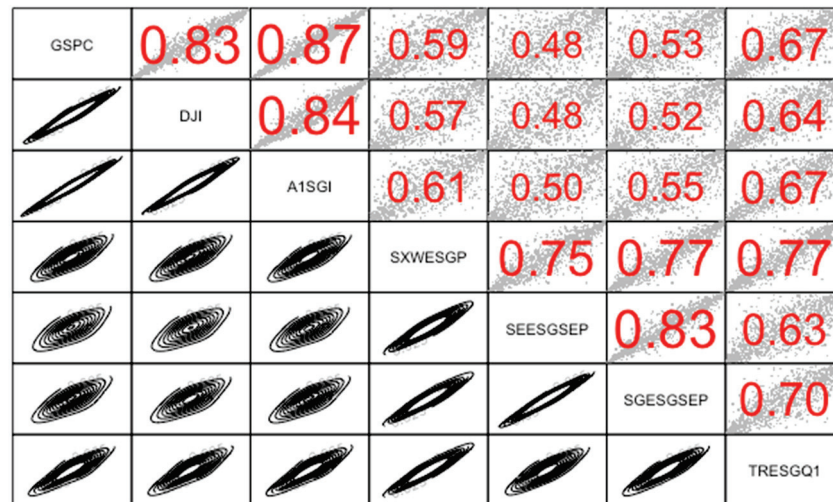 GSPC 0.83 0.87 0.59 0.48 0.53 0.67
DJI 0.84 0.57 0.48 0.52 0.64
A1SGI 0.61 0.50 0.55 0.67
SXWESGP 0.75 0.77 0.77
SEESGSEP 0.83 0.63
SGESGSEP 0.70
TRESGQ1